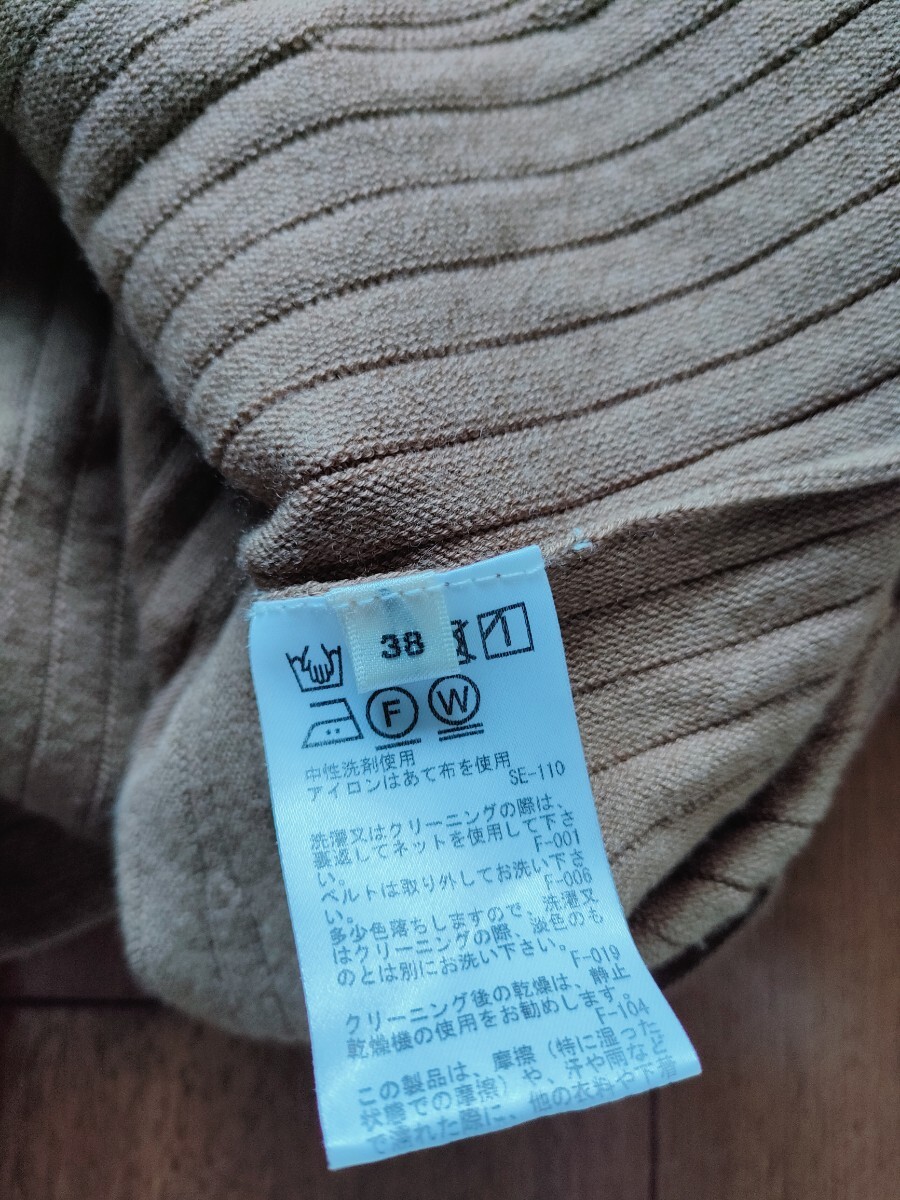 38
F W
中性洗剤使用
アイロンはあて布を使用
SE-110
洗濯又はクリーニングの際は、
裏返してネットを使用して下さ
い。
F-001
ベルトは取り外してお洗い下さ
い。
F-006
多少色落ちしますので、洗濯又
はクリーニングの際、淡色のも
のとは別にお洗い下さい。
F-019
クリーニング後の乾燥は、静止
乾燥機の使用をお勧めします。
F-104
この製品は、摩擦（特に湿った
状態での摩擦）や、汗や雨など
で濡れた際に、他の衣料や下着